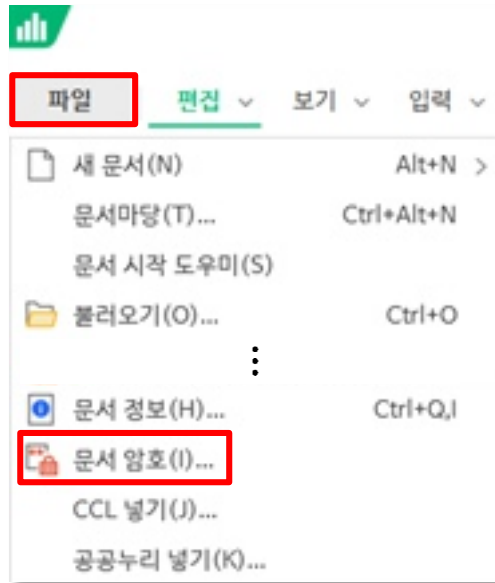 파일 편집 보기 입력
새 문서(N) Alt+N >
문서마당(T)... Ctrl+Alt+N
문서 시작 도우미(S)
불러오기(O)... Ctrl+O
⋮
문서 정보(H)... Ctrl+Q,I
문서 암호(I)...
CCL 넣기(J)...
공공누리 넣기(K)...